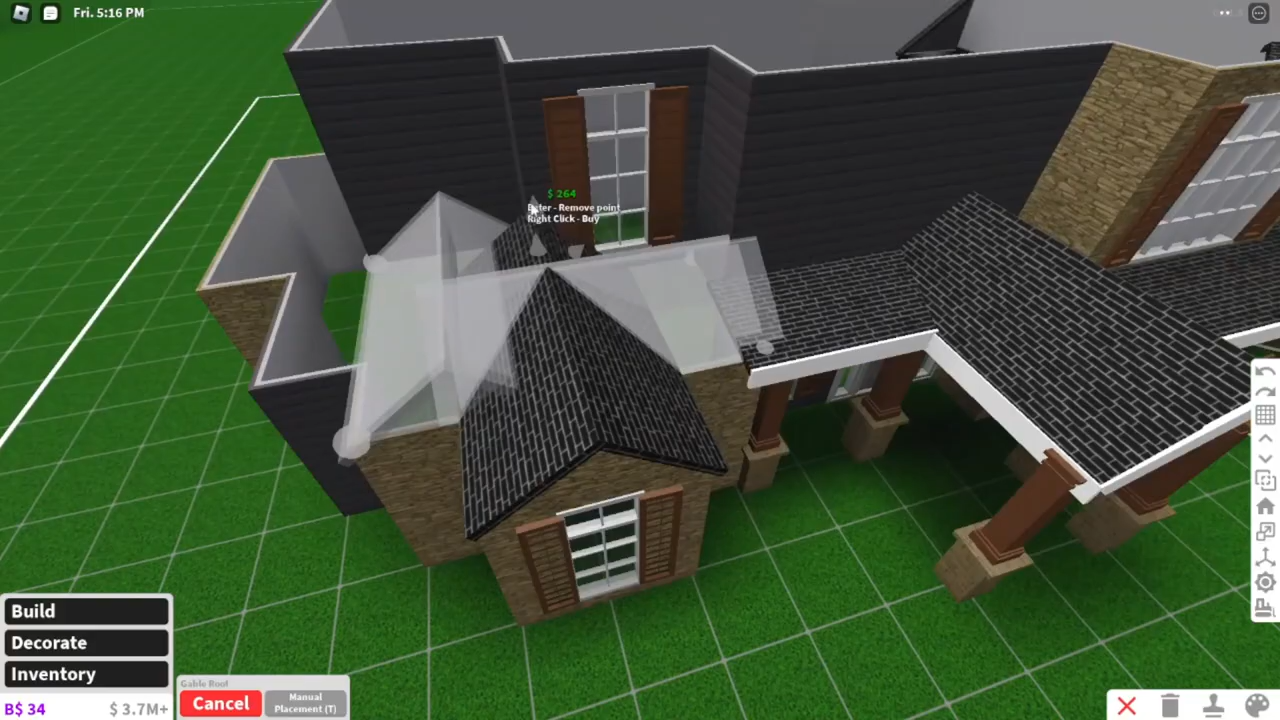 Fri. 5:16 PM
$ 264
Enter - Remove point
Right Click - Buy
Build
Decorate
Inventory
B$ 34
$ 3.7M+
Gable Roof
Cancel
Manual
Placement (T)